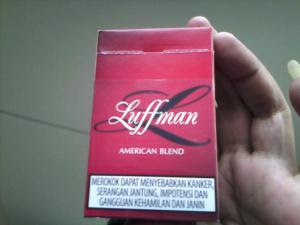 Luffman
AMERICAN BLEND
MEROKOK DAPAT MENYEBABKAN KANKER,
SERANGAN JANTUNG, IMPOTENSI DAN
GANGGUAN KEHAMILAN DAN JANIN